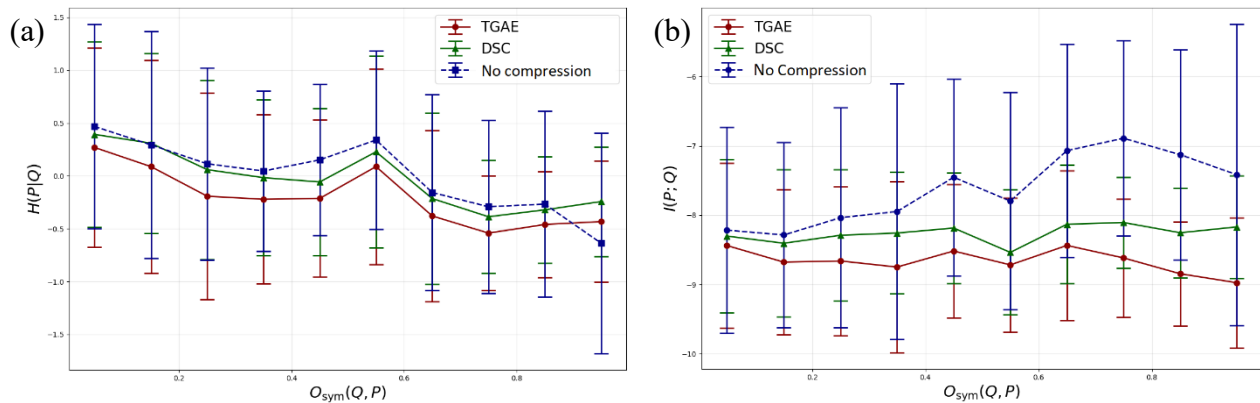 (a)
H(P|Q)
1.5
1.0
0.5
0.0
−0.5
−1.0
−1.5
TGAE
DSC
No compression
0.2
0.4
0.6
0.8
O_sym(Q, P)
(b)
I(P; Q)
−6
−7
−8
−9
−10
TGAE
DSC
No Compression
0.2
0.4
0.6
0.8
O_sym(Q, P)